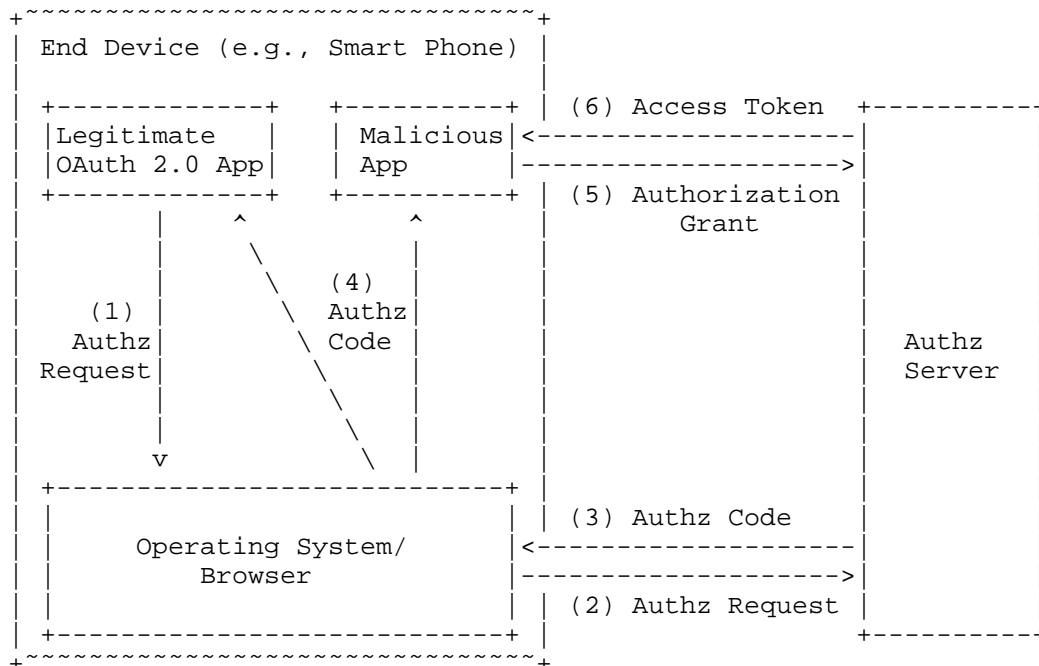 End Device (e.g., Smart Phone)
(6) Access Token
Legitimate
OAuth 2.0 App
Malicious
App
(5) Authorization
Grant
(4)
Authz
Code
(1)
Authz
Request
Authz
Server
(3) Authz Code
Operating System/
Browser
(2) Authz Request